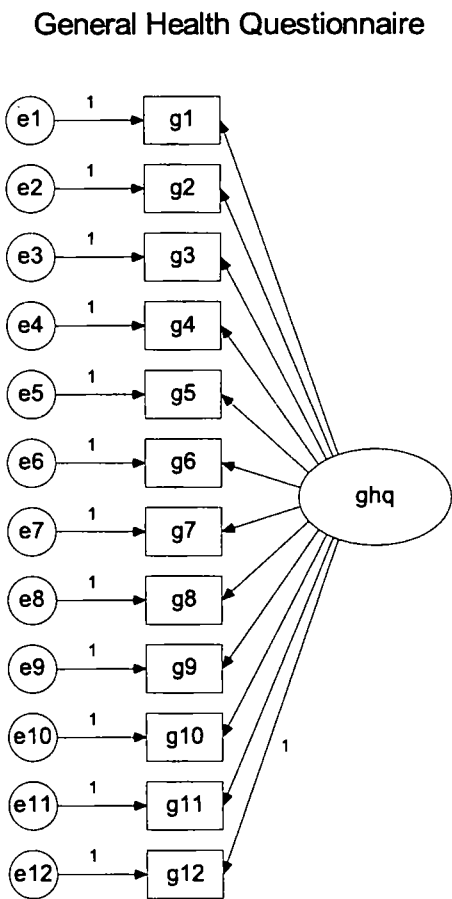 General Health Questionnaire
e1 1 g1
e2 1 g2
e3 1 g3
e4 1 g4
e5 1 g5
e6 1 g6
ghq
e7 1 g7
e8 1 g8
e9 1 g9
e10 1 g10
1
e11 1 g11
e12 1 g12